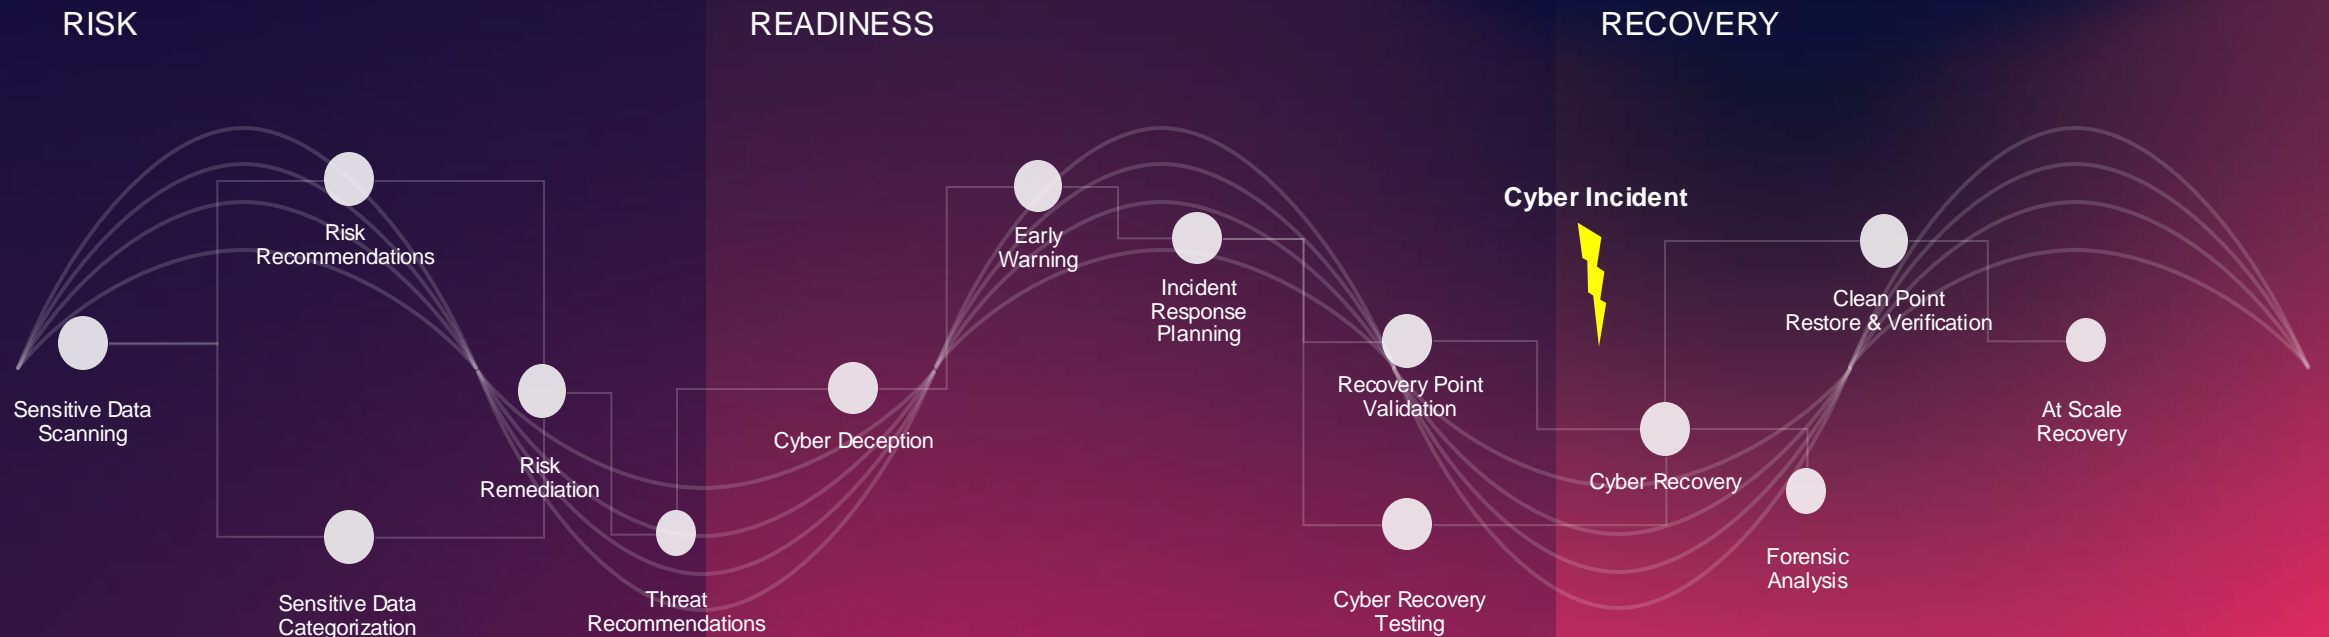 RISK
READINESS
RECOVERY
Risk
Recommendations
Sensitive Data
Scanning
Risk
Remediation
Sensitive Data
Categorization
Threat
Recommendations
Cyber Deception
Early
Warning
Incident
Response
Planning
Recovery Point
Validation
Cyber Recovery
Testing
Cyber Incident
Cyber Recovery
Clean Point
Restore & Verification
Forensic
Analysis
At Scale
Recovery